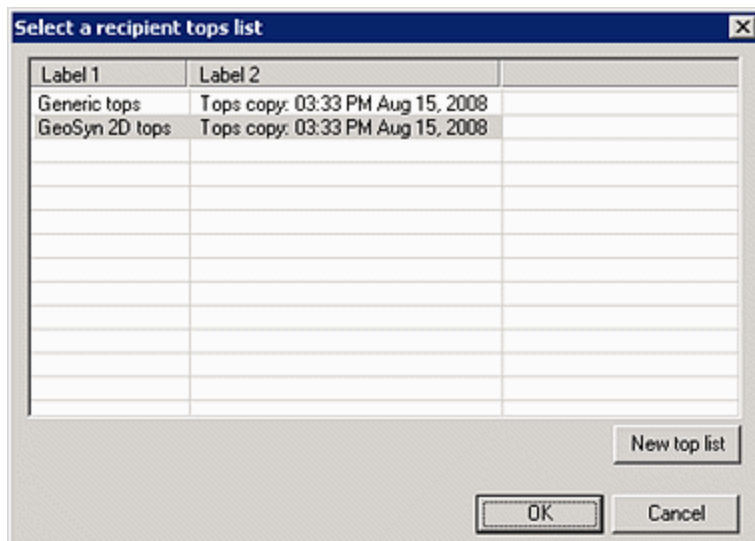 Select a recipient tops list
Label 1 Label 2
Generic tops Tops copy: 03:33 PM Aug 15, 2008
GeoSyn 2D tops Tops copy: 03:33 PM Aug 15, 2008
New top list
OK Cancel